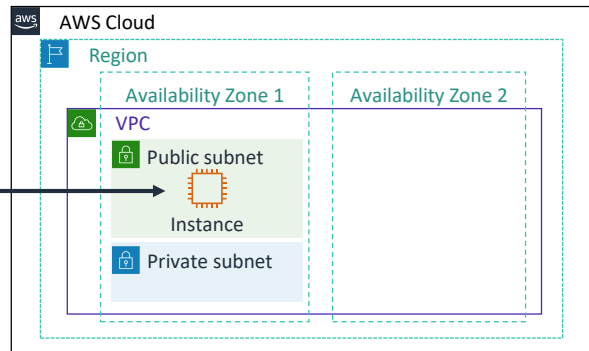 aws
AWS Cloud
Region
Availability Zone 1
Availability Zone 2
VPC
Public subnet
Instance
Private subnet